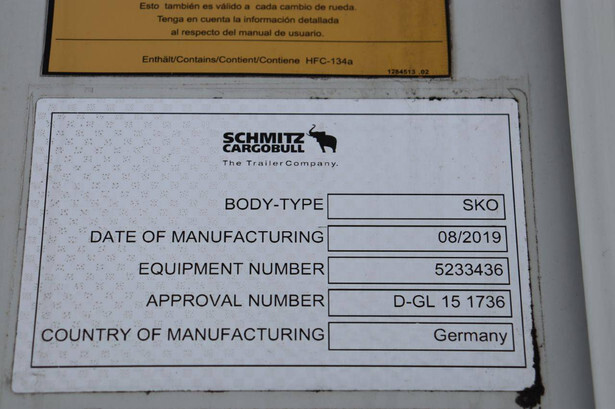 Esto también es válido a cada cambio de rueda.
Tenga en cuenta la información detallada
al respecto del manual de usuario.
Enthält/Contains/Contient/Contiene HFC-134a
1264513 .02
SCHMITZ
CARGOBULL
The Trailer Company.
BODY-TYPE SKO
DATE OF MANUFACTURING 08/2019
EQUIPMENT NUMBER 5233436
APPROVAL NUMBER D-GL 15 1736
COUNTRY OF MANUFACTURING Germany